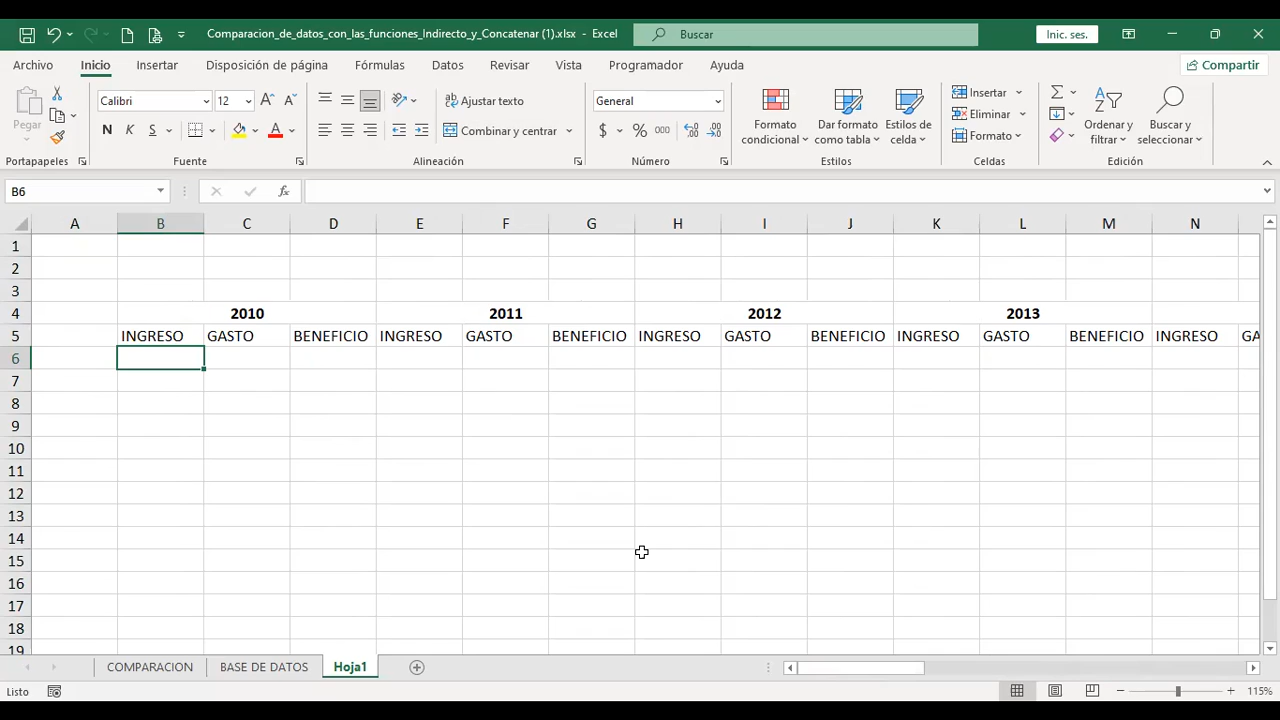 Comparacion_de_datos_con_las_funciones_Indirecto_y_Concatenar (1).xlsx - Excel
Buscar
Inic. ses.
Archivo Inicio Insertar Disposición de página Fórmulas Datos Revisar Vista Programador Ayuda Compartir
Pegar
Calibri 12
N K S
Ajustar texto
Combinar y centrar
General
$ % 000
Formato condicional
Dar formato como tabla
Estilos de celda
Insertar
Eliminar
Formato
Ordenar y filtrar
Buscar y seleccionar
Portapapeles Fuente Alineación Número Estilos Celdas Edición
B6 fx
A B C D E F G H I J K L M N
1
2
3
4 2010 2011 2012 2013
5 INGRESO GASTO BENEFICIO INGRESO GASTO BENEFICIO INGRESO GASTO BENEFICIO INGRESO GASTO BENEFICIO INGRESO GA
6
7
8
9
10
11
12
13
14
15
16
17
18
19
COMPARACION BASE DE DATOS Hoja1
Listo 115%